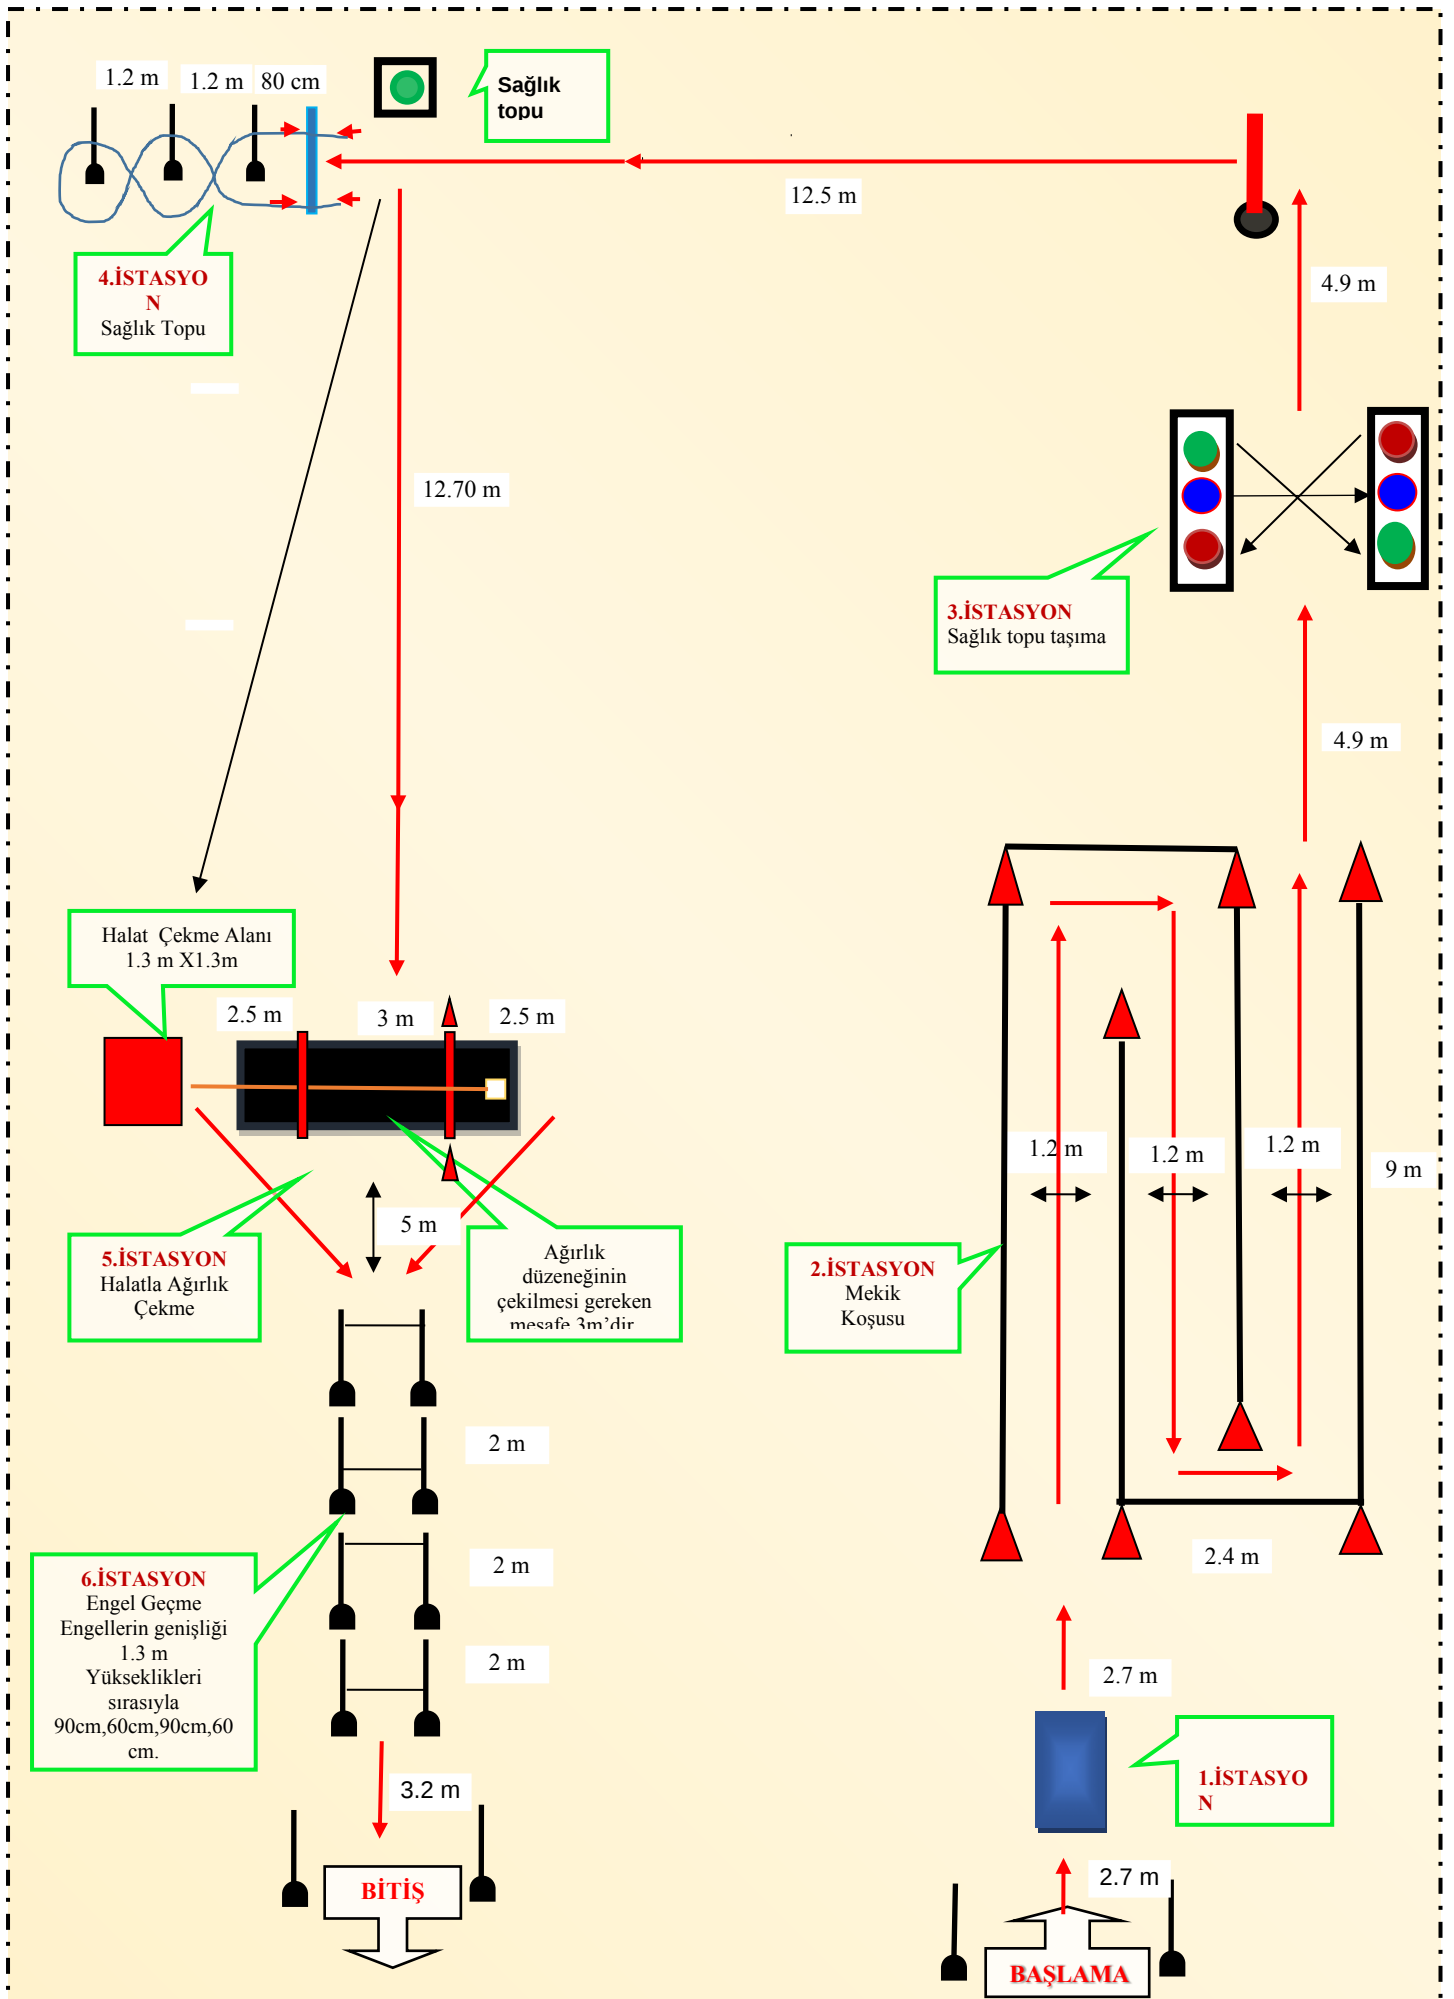 1.2 m
1.2 m
80 cm
Sağlık
topu
12.5 m
4.İSTASYO
N
Sağlık Topu
4.9 m
12.70 m
3.İSTASYON
Sağlık topu taşıma
4.9 m
Halat Çekme Alanı
1.3 m X1.3m
2.5 m
3 m
2.5 m
1.2 m
1.2 m
1.2 m
9 m
5 m
5.İSTASYON
Halatla Ağırlık
Çekme
Ağırlık
düzeneğinin
çekilmesi gereken
mesafe 3m’dir
2.İSTASYON
Mekik
Koşusu
2 m
2.4 m
2 m
6.İSTASYON
Engel Geçme
Engellerin genişliği
1.3 m
Yükseklikleri
sırasıyla
90cm,60cm,90cm,60
cm.
2 m
2.7 m
1.İSTASYO
N
3.2 m
BİTİŞ
2.7 m
BAŞLAMA